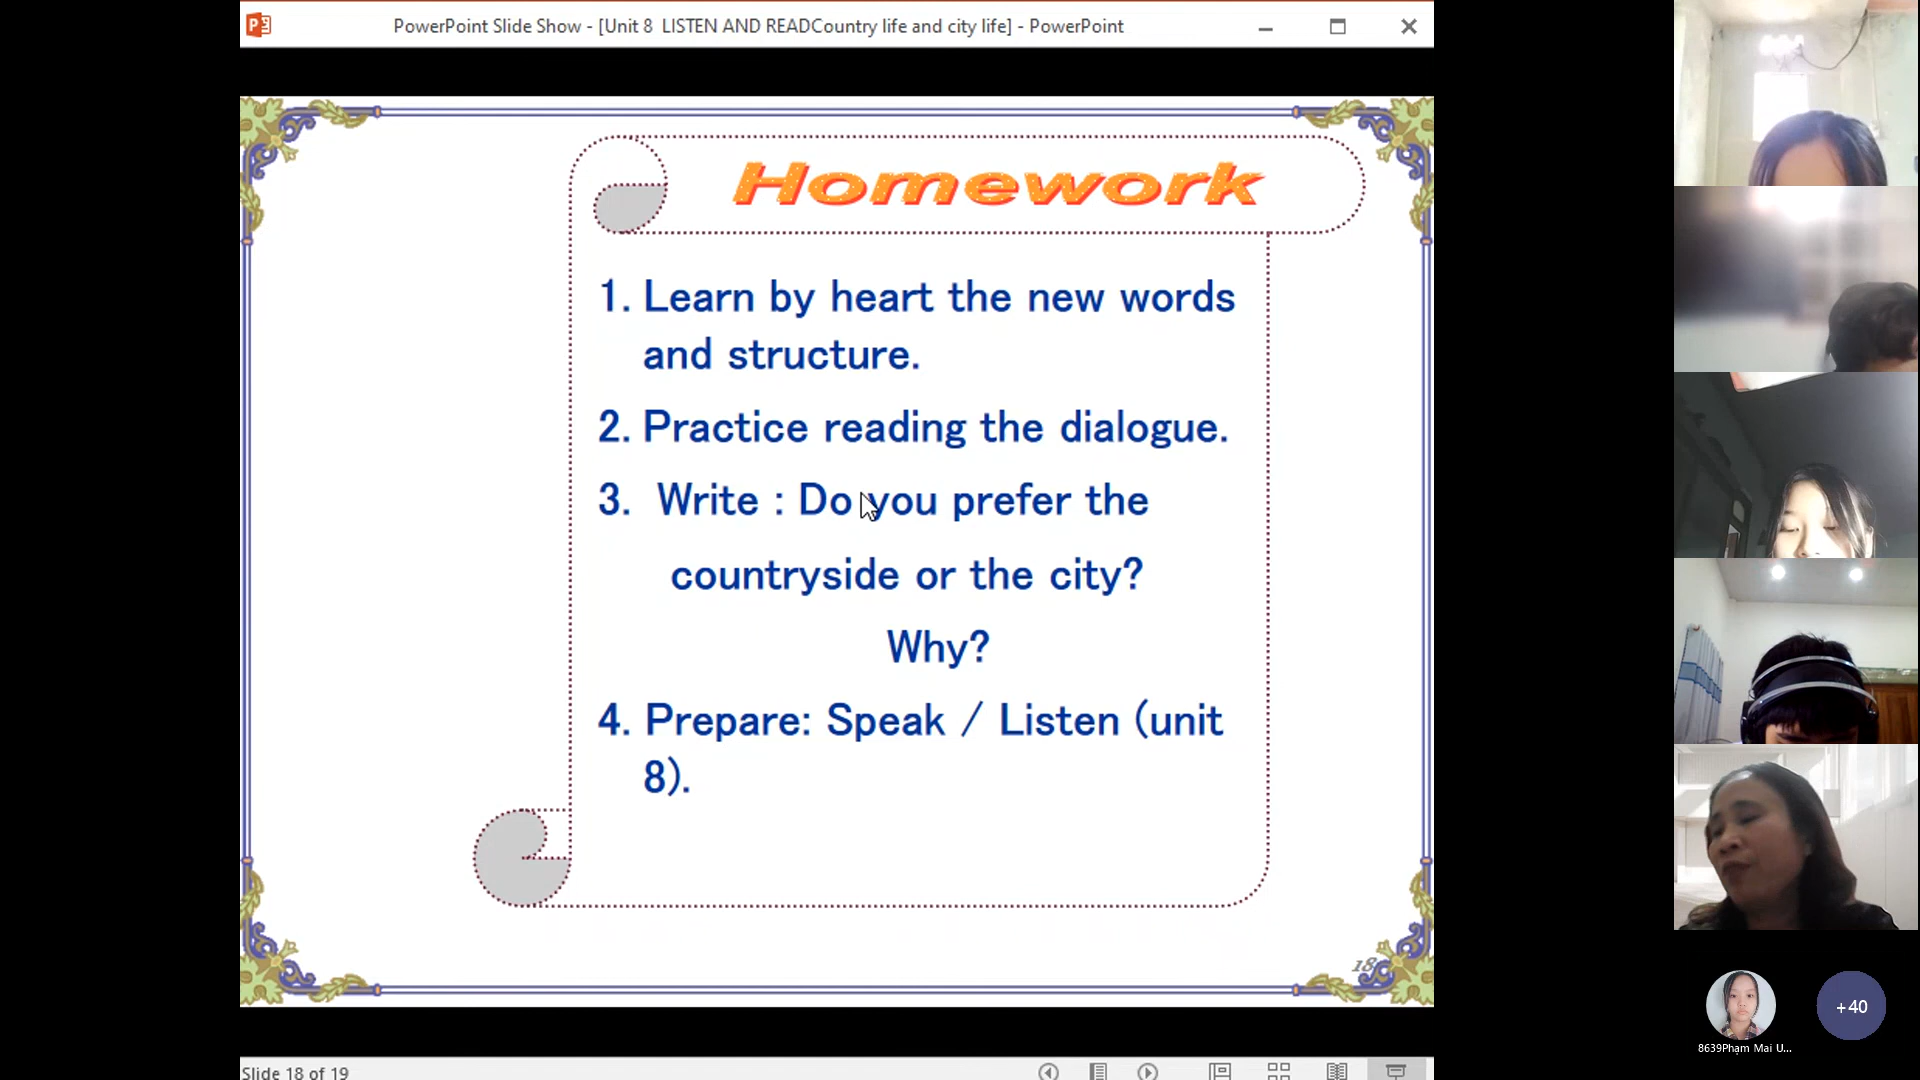 PowerPoint Slide Show - [Unit 8  LISTEN AND READCountry life and city life] - PowerPoint
Homework
1. Learn by heart the new words
and structure.
2. Practice reading the dialogue.
3. Write : Do you prefer the
countryside or the city?
Why?
4. Prepare: Speak / Listen (unit
8).
18
Slide 18 of 19
+40
8639Phạm Mai U...